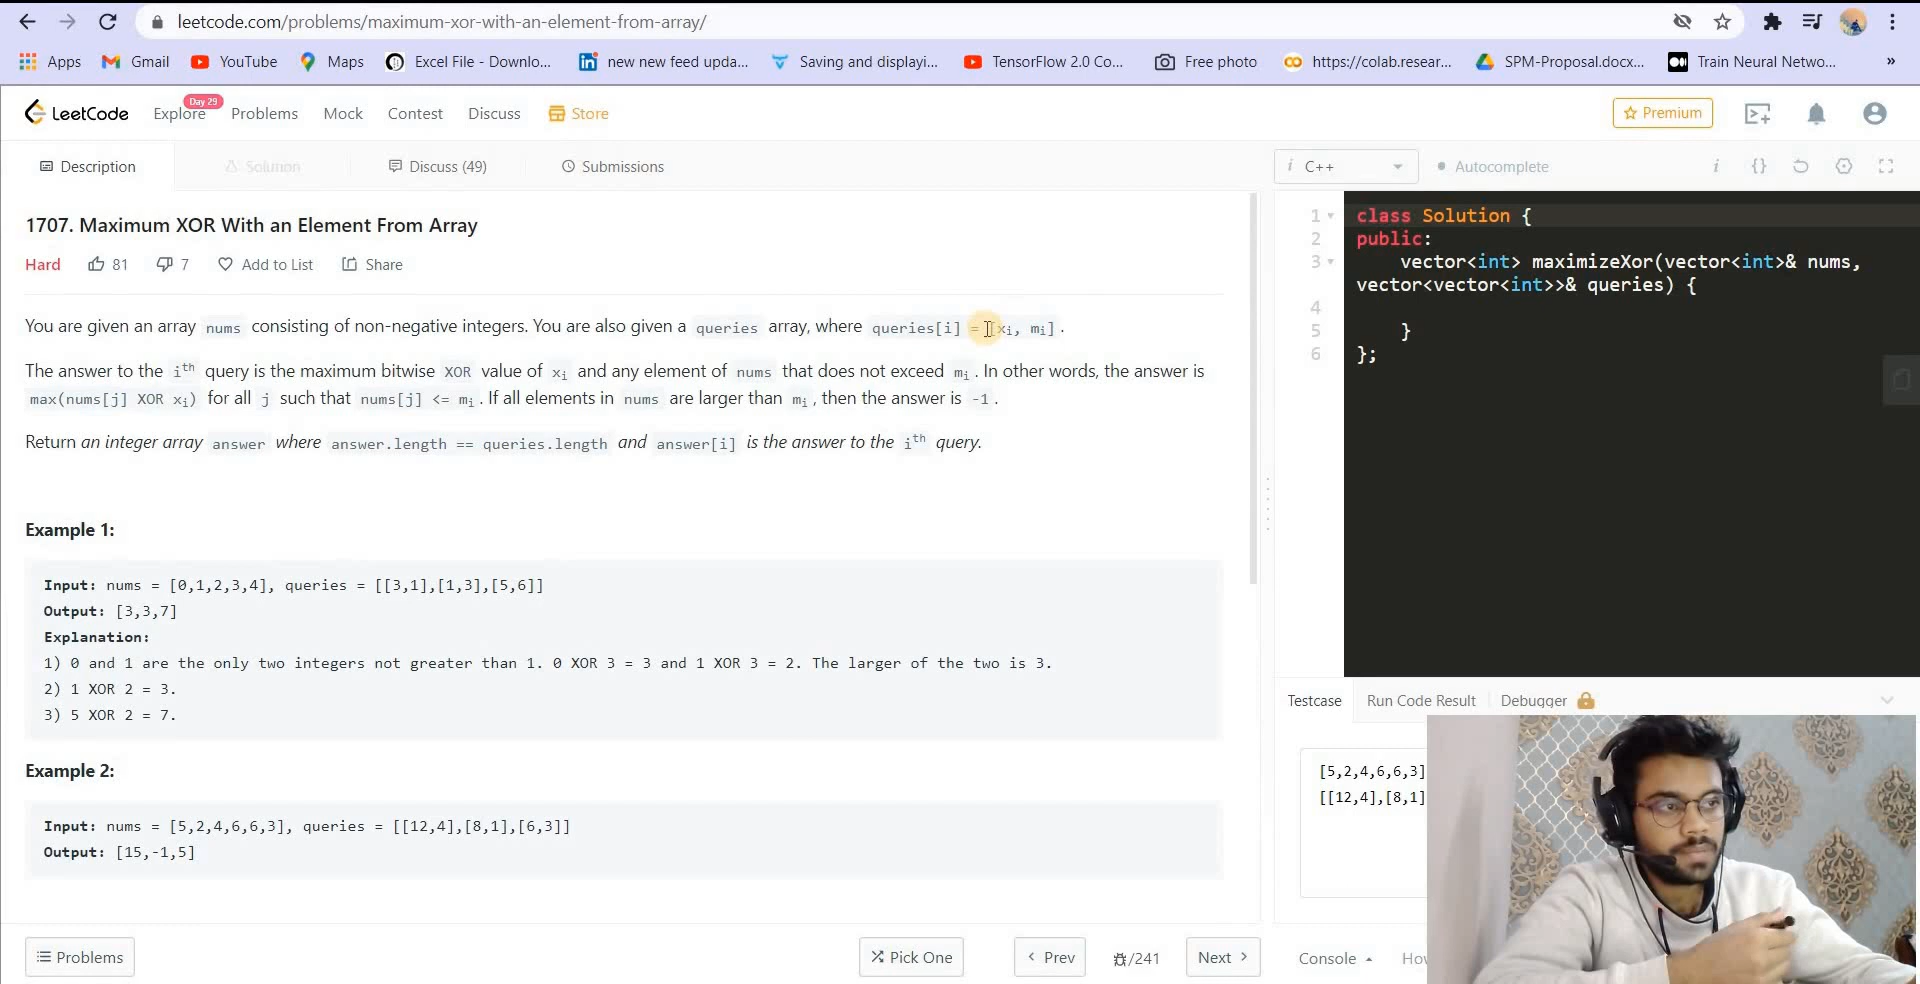 leetcode.com/problems/maximum-xor-with-an-element-from-array/
Apps Gmail YouTube Maps Excel File - Downlo... new new feed upda... Saving and displayi... TensorFlow 2.0 Co... Free photo https://colab.resear... SPM-Proposal.docx... Train Neural Netwo... »
LeetCode Explore Day 29 Problems Mock Contest Discuss Store Premium
Description Solution Discuss (49) Submissions
i C++ Autocomplete i {}
1707. Maximum XOR With an Element From Array
Hard 81 7 Add to List Share
You are given an array nums consisting of non-negative integers. You are also given a queries array, where queries[i] = [xi, mi] .
The answer to the ith query is the maximum bitwise XOR value of xi and any element of nums that does not exceed mi . In other words, the answer is
max(nums[j] XOR xi) for all j such that nums[j] <= mi . If all elements in nums are larger than mi , then the answer is -1 .
Return an integer array answer where answer.length == queries.length and answer[i] is the answer to the ith query.
Example 1:
Input: nums = [0,1,2,3,4], queries = [[3,1],[1,3],[5,6]]
Output: [3,3,7]
Explanation:
1) 0 and 1 are the only two integers not greater than 1. 0 XOR 3 = 3 and 1 XOR 3 = 2. The larger of the two is 3.
2) 1 XOR 2 = 3.
3) 5 XOR 2 = 7.
Example 2:
Input: nums = [5,2,4,6,6,3], queries = [[12,4],[8,1],[6,3]]
Output: [15,-1,5]
Problems Pick One < Prev /241 Next >
1 class Solution {
2 public:
3 vector<int> maximizeXor(vector<int>& nums,
vector<vector<int>>& queries) {
4
5 }
6 };
Testcase Run Code Result Debugger
[5,2,4,6,6,3]
[[12,4],[8,1]
Console How